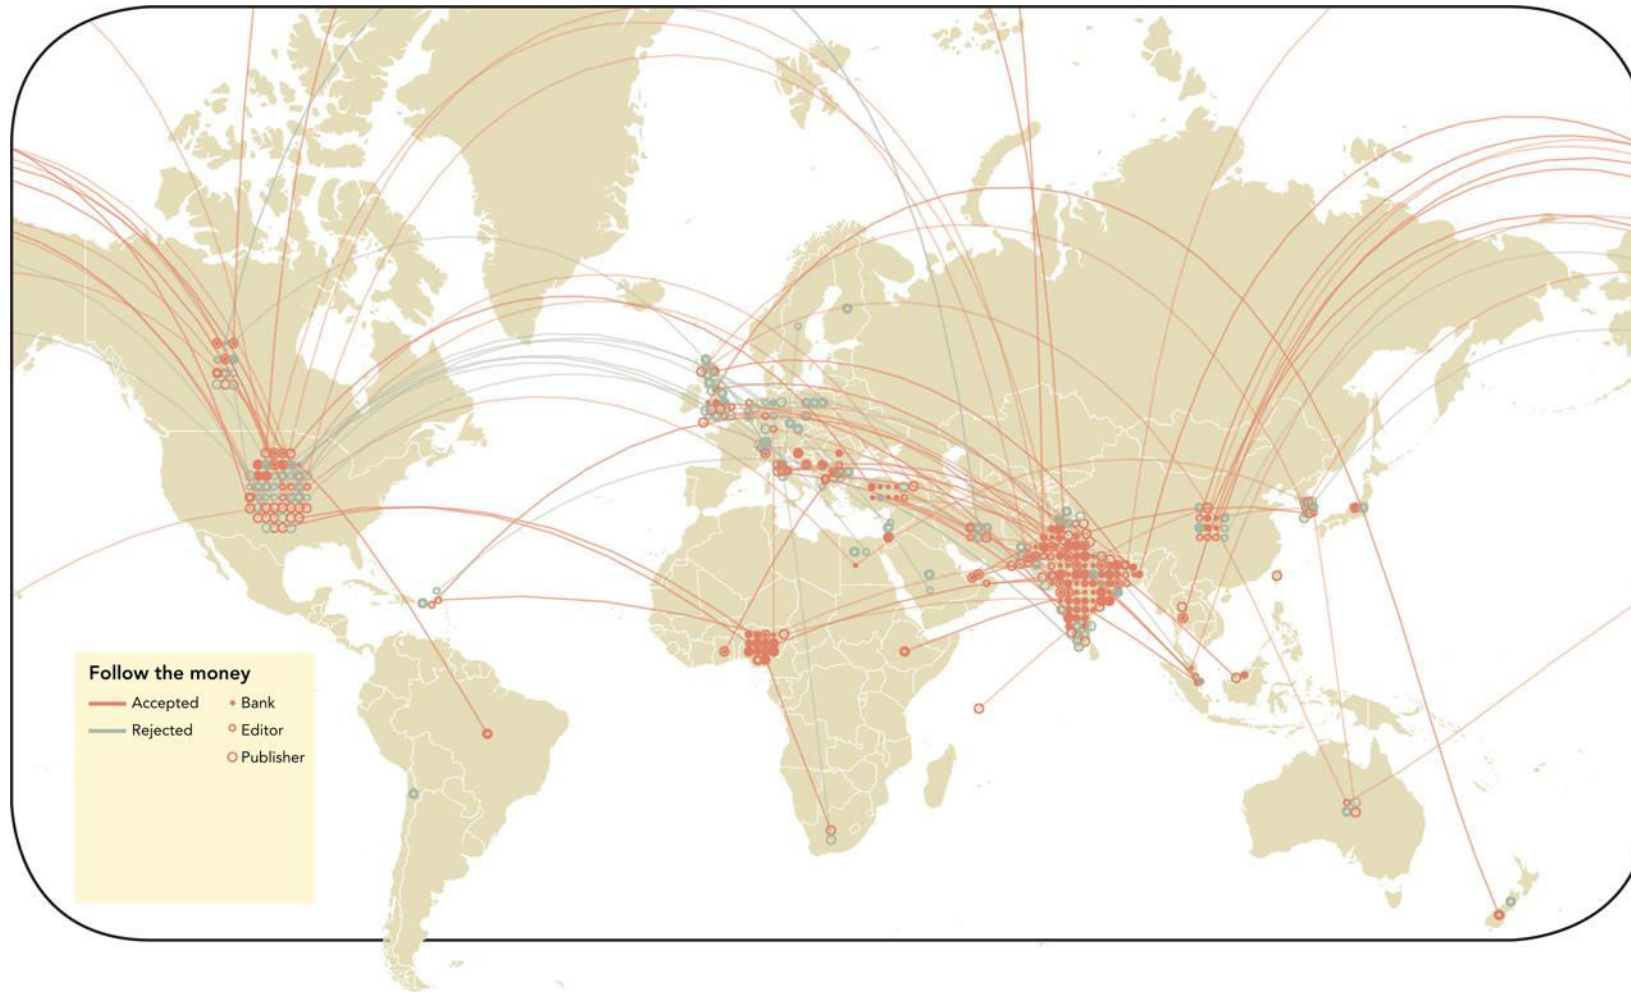 Follow the money
Accepted
Bank
Rejected
Editor
Publisher